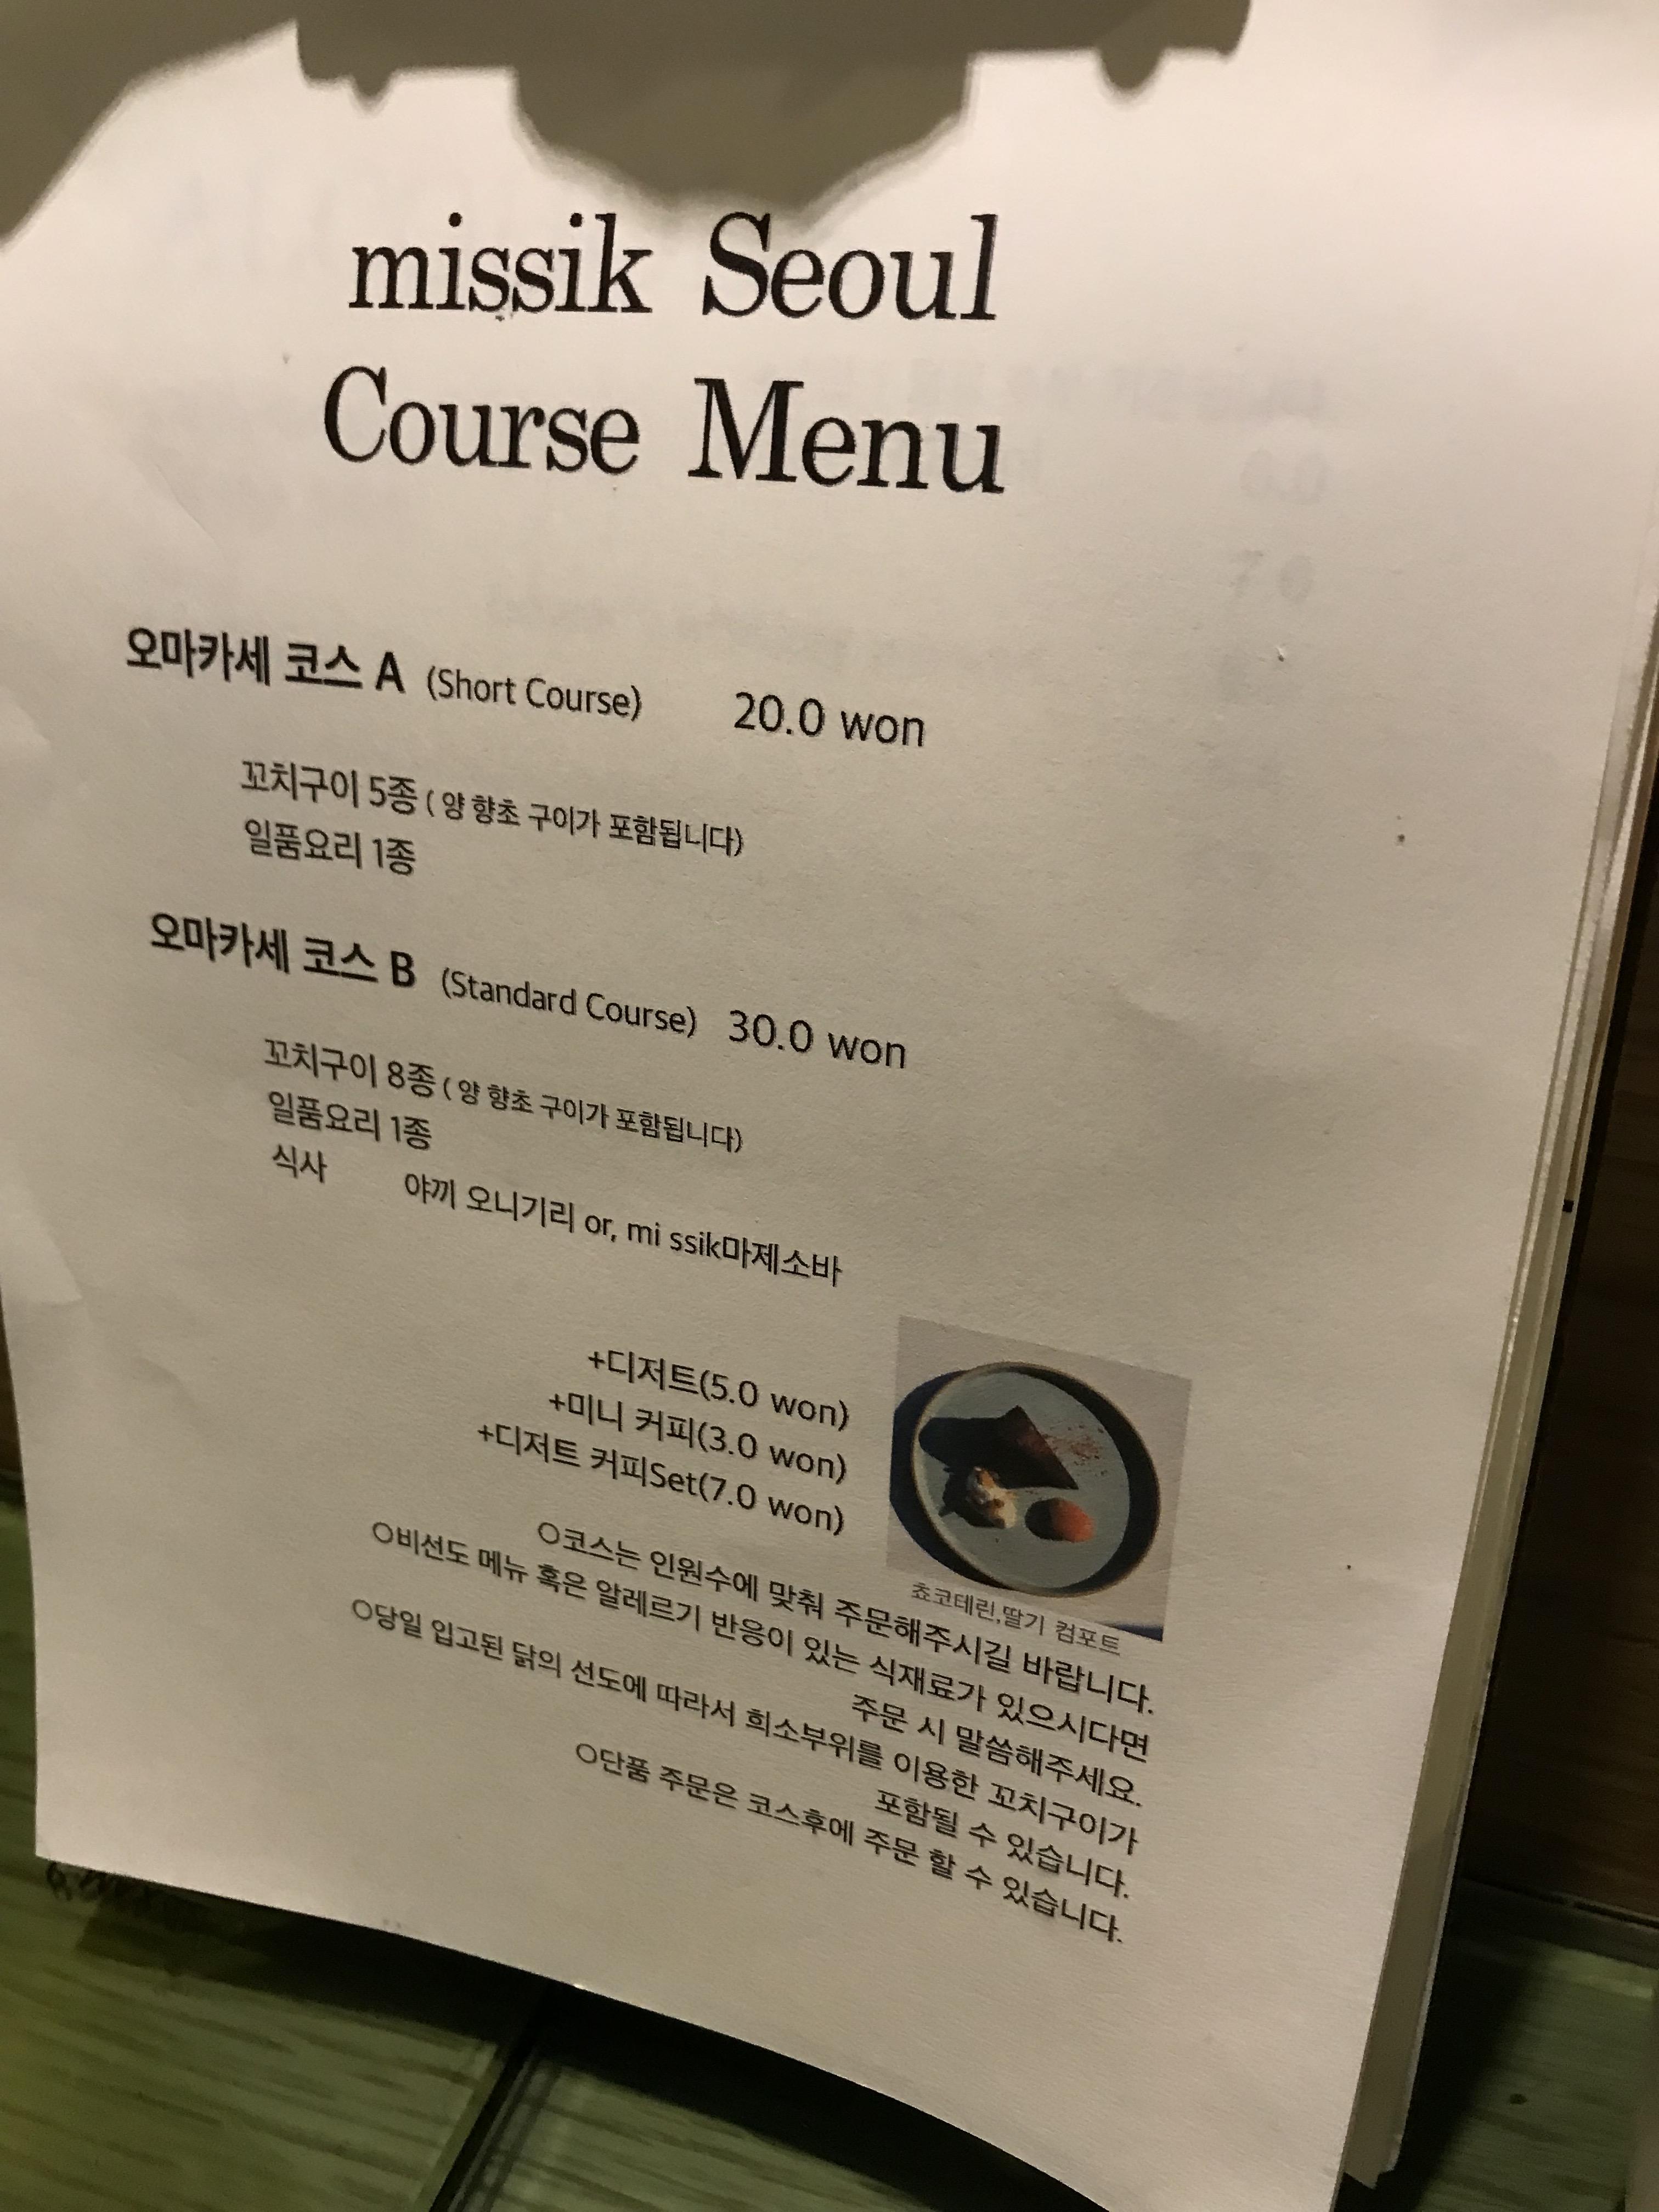 missik Seoul
Course Menu
오마카세 코스 A (Short Course) 20.0 won
꼬치구이 5종 ( 양 향초 구이가 포함됩니다)
일품요리 1종
오마카세 코스 B (Standard Course) 30.0 won
꼬치구이 8종 ( 양 향초 구이가 포함됩니다)
일품요리 1종
식사 야끼 오니기리 or, mi ssik마제소바
+디저트(5.0 won)
+미니 커피(3.0 won)
+디저트 커피Set(7.0 won)
쵸코테린,딸기 컴포트
○코스는 인원수에 맞춰 주문해주시길 바랍니다.
○비선도 메뉴 혹은 알레르기 반응이 있는 식재료가 있으시다면
주문 시 말씀해주세요.
○당일 입고된 닭의 선도에 따라서 희소부위를 이용한 꼬치구이가
포함될 수 있습니다.
○단품 주문은 코스후에 주문 할 수 있습니다.